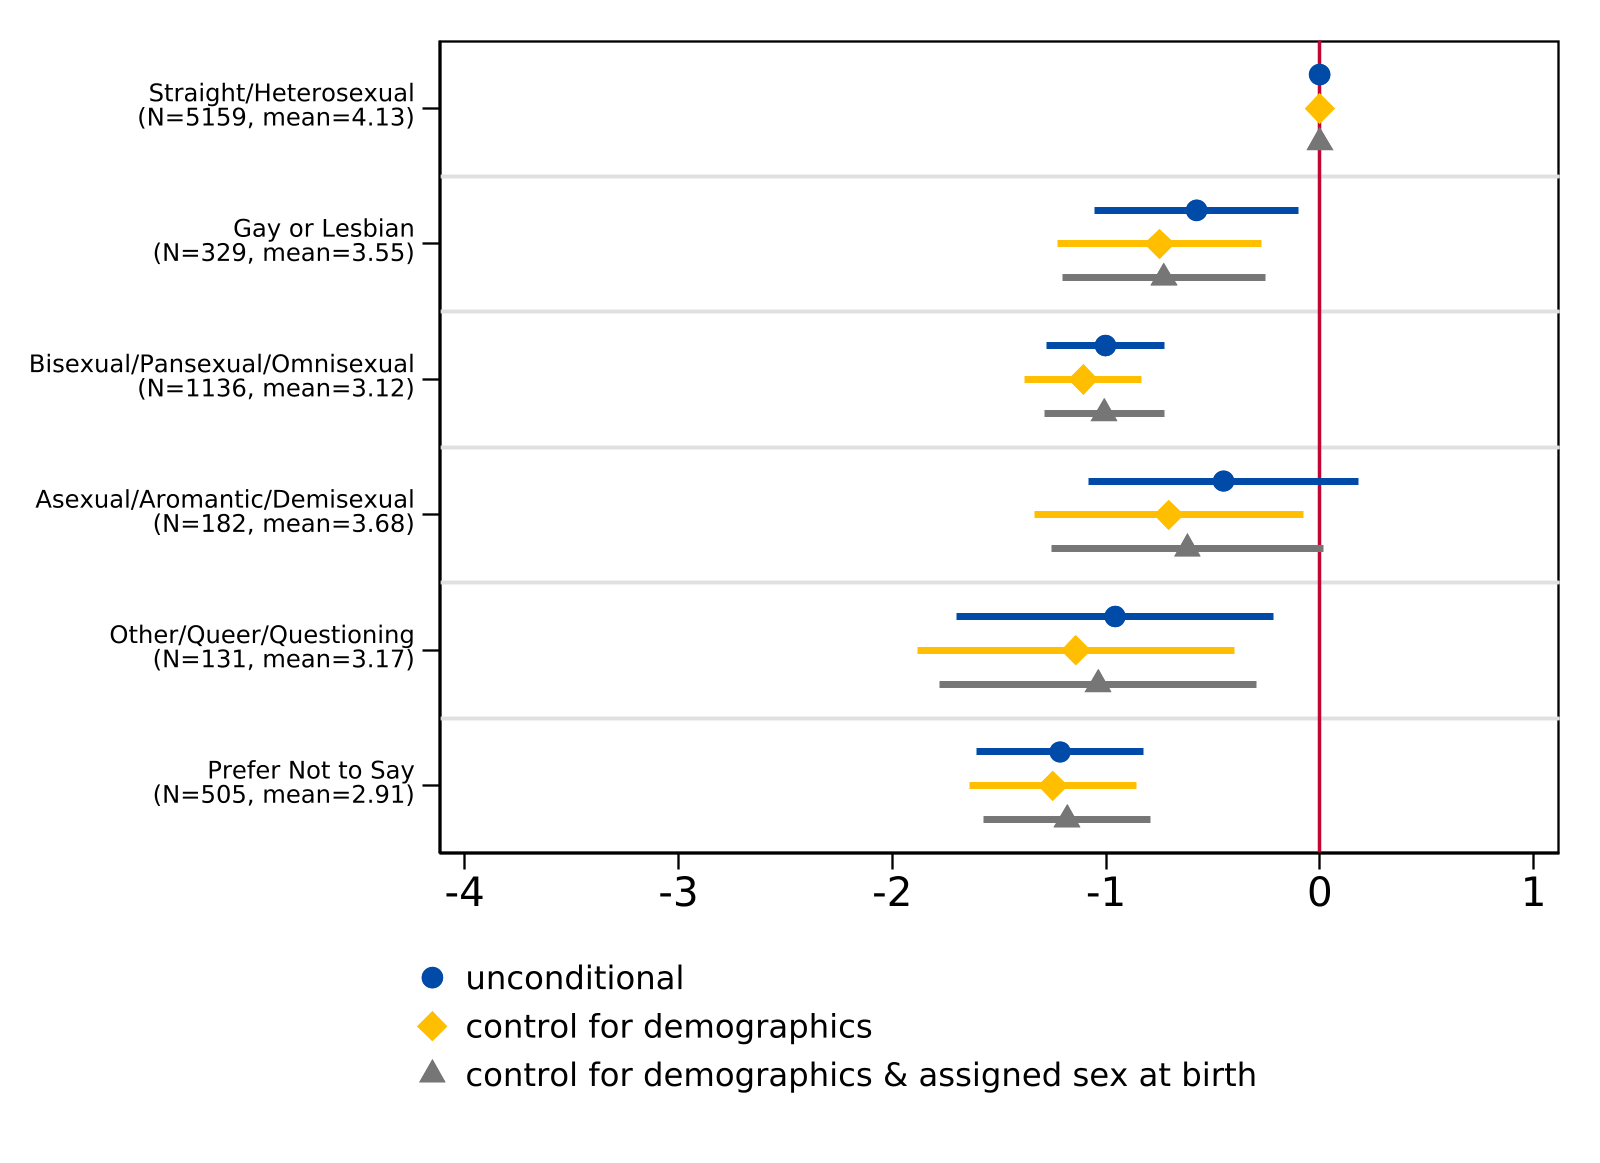 Straight/Heterosexual
(N=5159, mean=4.13)
Gay or Lesbian
(N=329, mean=3.55)
Bisexual/Pansexual/Omnisexual
(N=1136, mean=3.12)
Asexual/Aromantic/Demisexual
(N=182, mean=3.68)
Other/Queer/Questioning
(N=131, mean=3.17)
Prefer Not to Say
(N=505, mean=2.91)
-4 -3 -2 -1 0 1
unconditional
control for demographics
control for demographics & assigned sex at birth